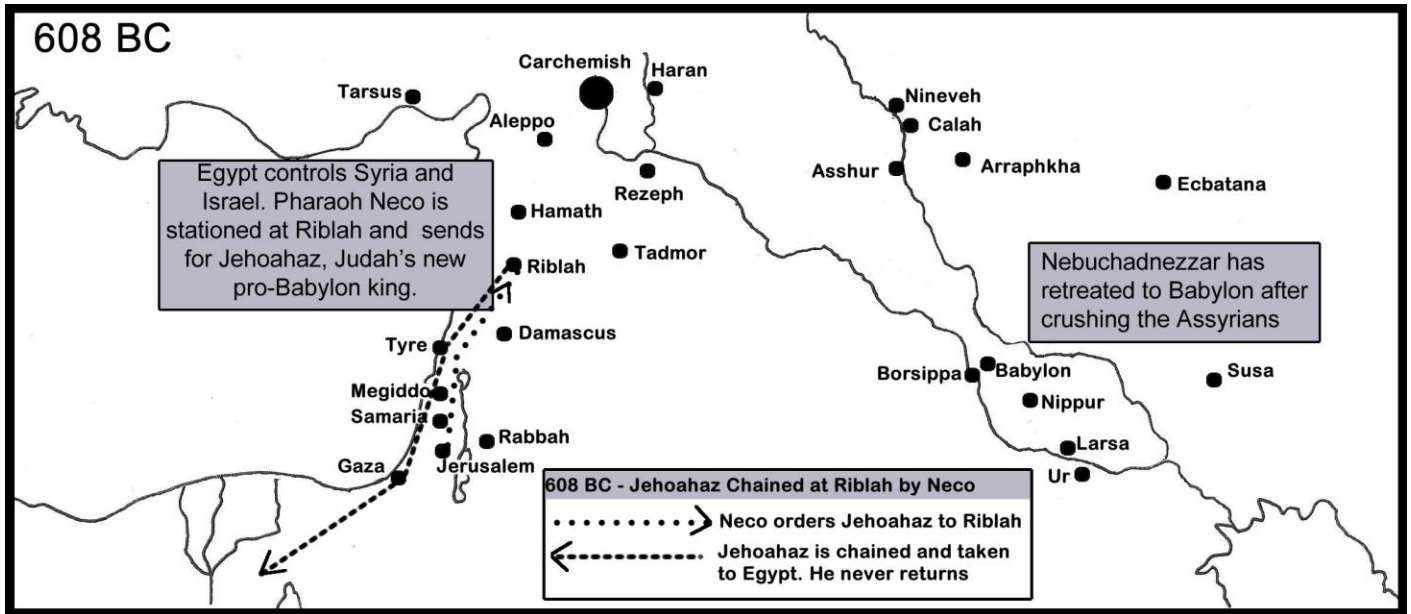 608 BC
Carchemish
Haran
Tarsus
Nineveh
Aleppo
Calah
Arraphkha
Asshur
Rezeph
Ecbatana
Egypt controls Syria and
Israel. Pharaoh Neco is
stationed at Riblah and sends
for Jehoahaz, Judah's new
pro-Babylon king.
Hamath
Tadmor
Riblah
Nebuchadnezzar has
retreated to Babylon after
crushing the Assyrians
Damascus
Tyre
Borsippa
Babylon
Susa
Megiddo
Nippur
Samaria
Rabbah
Larsa
Jerusalem
Gaza
Ur
608 BC - Jehoahaz Chained at Riblah by Neco
Neco orders Jehoahaz to Riblah
Jehoahaz is chained and taken
to Egypt. He never returns